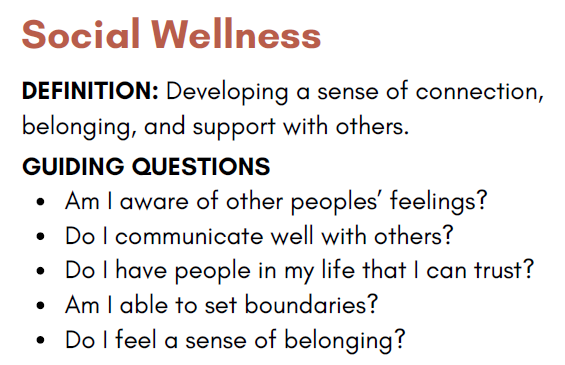 Social Wellness
DEFINITION: Developing a sense of connection,
belonging, and support with others.
GUIDING QUESTIONS
• Am I aware of other peoples’ feelings?
• Do I communicate well with others?
• Do I have people in my life that I can trust?
• Am I able to set boundaries?
• Do I feel a sense of belonging?